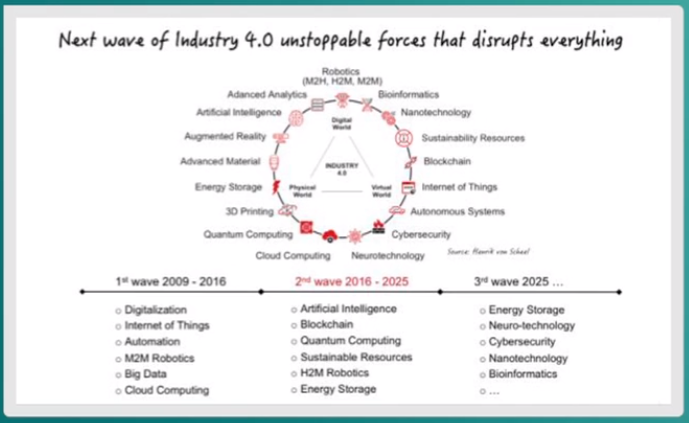 Next wave of Industry 4.0 unstoppable forces that disrupts everything
Robotics
(M2H, H2M, M2M)
Adanced Analytics
Bioinformatics
Artificial Intelligence
Nanotechnology
Digital
World
Augmented Reality
Sustainability Resources
Advanced Material
Blockchain
INDUSTRY
4.0
Energy Storage
Physical
World
Virtual
World
Internet of Things
3D Printing
Autonomous Systems
Quantum Computing
Cybersecurity
Cloud Computing
Neurotechnology
Source: Henrik von Scheel
1st wave 2009 - 2016
2nd wave 2016 - 2025
3rd wave 2025 ...
○ Digitalization
○ Internet of Things
○ Automation
○ M2M Robotics
○ Big Data
○ Cloud Computing
○ Artificial Intelligence
○ Blockchain
○ Quantum Computing
○ Sustainable Resources
○ H2M Robotics
○ Energy Storage
○ Energy Storage
○ Neuro-technology
○ Cybersecurity
○ Nanotechnology
○ Bioinformatics
○ ...